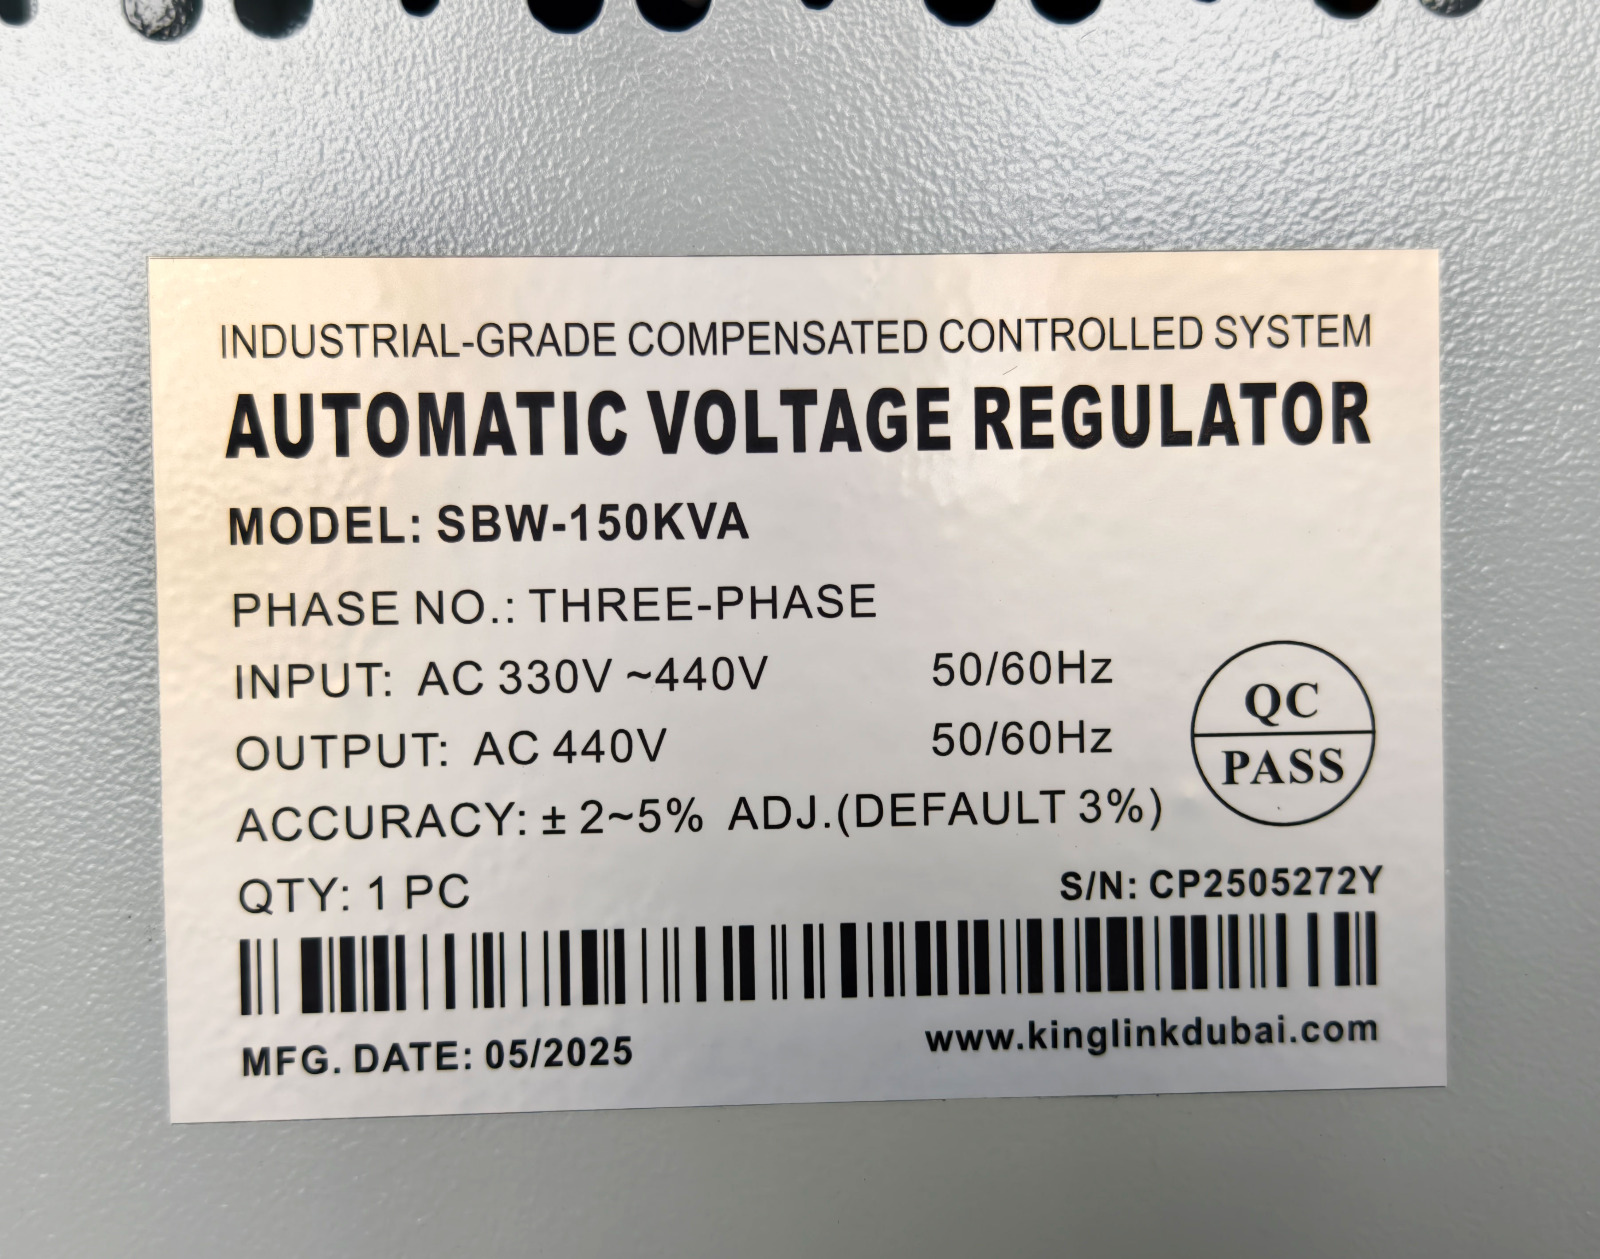 INDUSTRIAL-GRADE COMPENSATED CONTROLLED SYSTEM
AUTOMATIC VOLTAGE REGULATOR
MODEL: SBW-150KVA
PHASE NO.: THREE-PHASE
INPUT: AC 330V ~440V 50/60Hz
OUTPUT: AC 440V 50/60Hz
QC
PASS
ACCURACY: ± 2~5% ADJ.(DEFAULT 3%)
QTY: 1 PC
S/N: CP2505272Y
MFG. DATE: 05/2025
www.kinglinkdubai.com